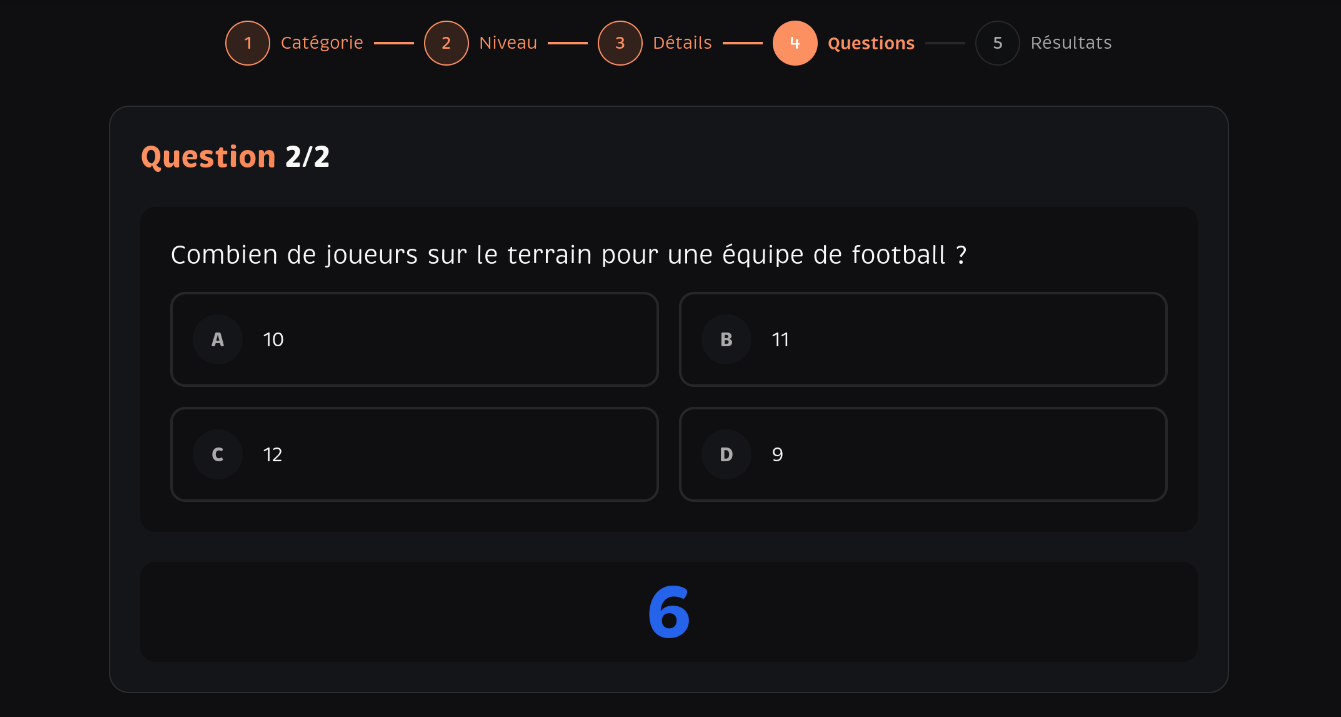 1 Catégorie 2 Niveau 3 Détails 4 Questions 5 Résultats
Question 2/2
Combien de joueurs sur le terrain pour une équipe de football ?
A 10 B 11
C 12 D 9
6